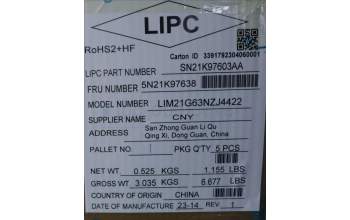 LIPC
RoHS2+HF
Carton ID 3391792304060001
LIPC PART NUMBER SN21K97603AA
FRU NUMBER 5N21K97638
MODEL NUMBER LIM21G63NZJ4422
SUPPLIER NAME CNY
ADDRESS San Zhong Guan Li Qu
Qing Xi, Dong Guan, China
PALLET NO PKG Q'TY 5 PCS
NET WT 0.525 KGS 1.155 LBS
GROSS WT 3.035 KGS 6.677 LBS
COUNTRY OF ORIGIN CHINA
DATE OF MANUFACTURE 23-14 REV 1